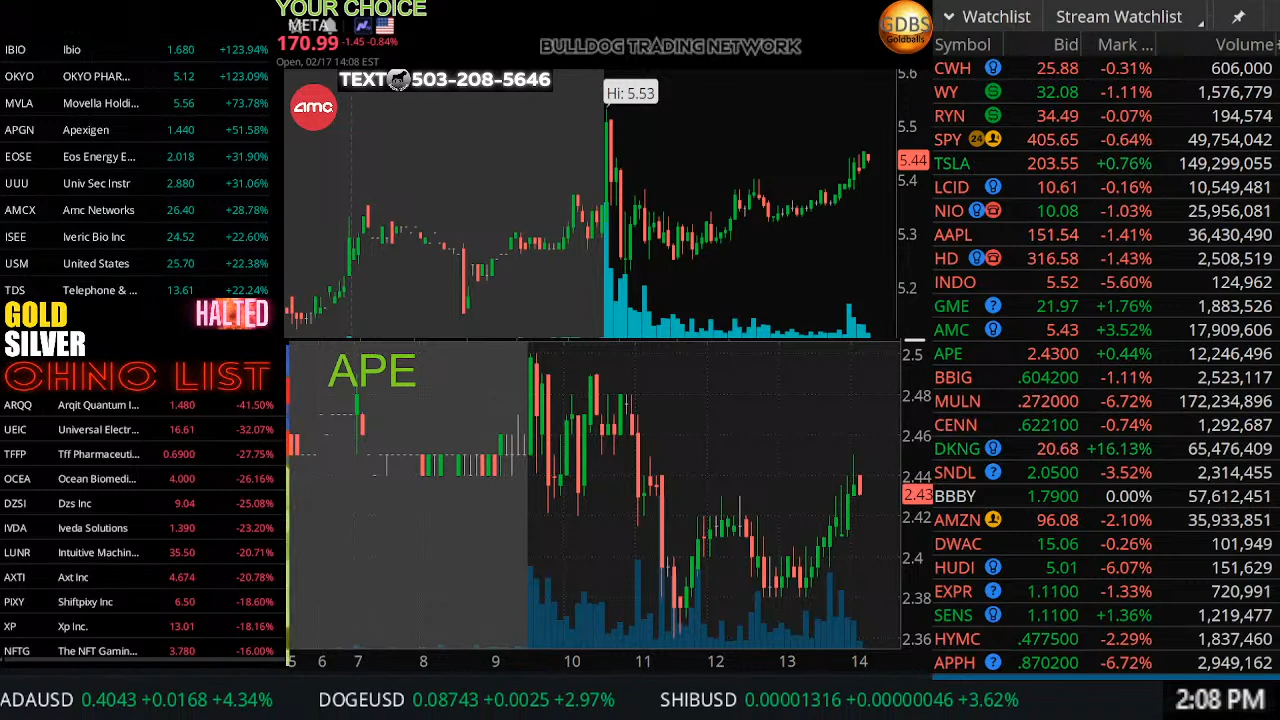 YOUR CHOICE
META
170.99 -1.45 -0.84%
Open, 02/17 14:08 EST
BULLDOG TRADING NETWORK
GDBS
Goldballs
TEXT 503-208-5646
amc
Hi: 5.53
5.6
5.5
5.44
5.4
5.3
5.2
APE
2.5
2.48
2.46
2.44
2.43
2.42
2.4
2.38
2.36
5 6 7 8 9 10 11 12 13 14
IBIO Ibio 1.680 +123.94%
OKYO OKYO PHAR... 5.12 +123.09%
MVLA Movella Holdi... 5.56 +73.78%
APGN Apexigen 1.440 +51.58%
EOSE Eos Energy E... 2.018 +31.90%
UUU Univ Sec Instr 2.880 +31.06%
AMCX Amc Networks 26.40 +28.78%
ISEE Iveric Bio Inc 24.52 +22.60%
USM United States 25.70 +22.38%
TDS Telephone & ... 13.61 +22.24%
GOLD HALTED
SILVER
OHNO LIST
ARQQ Arqit Quantum I... 1.480 -41.50%
UEIC Universal Electr... 16.61 -32.07%
TFFP Tff Pharmaceuti... 0.6900 -27.75%
OCEA Ocean Biomedi... 4.000 -26.16%
DZSI Dzs Inc 9.04 -25.08%
IVDA Iveda Solutions 1.390 -23.20%
LUNR Intuitive Machin... 35.50 -20.71%
AXTI Axt Inc 4.674 -20.78%
PIXY Shiftpixy Inc 6.50 -18.60%
XP Xp Inc. 13.01 -18.16%
NFTG The NFT Gamin... 3.780 -16.00%
Watchlist Stream Watchlist
Symbol Bid Mark ... Volume
CWH 25.88 -0.31% 606,000
WY 32.08 -1.11% 1,576,779
RYN 34.49 -0.07% 194,574
SPY 24 405.65 -0.64% 49,754,042
TSLA 203.55 +0.76% 149,299,055
LCID 10.61 -0.16% 10,549,481
NIO 10.08 -1.03% 25,956,081
AAPL 151.54 -1.41% 36,430,490
HD 316.58 -1.43% 2,508,519
INDO 5.52 -5.60% 124,962
GME 21.97 +1.76% 1,883,526
AMC 5.43 +3.52% 17,909,606
APE 2.4300 +0.44% 12,246,496
BBIG .604200 -1.11% 2,523,117
MULN .272000 -6.72% 172,234,896
CENN .622100 -0.74% 1,292,687
DKNG 20.68 +16.13% 65,476,409
SNDL 2.0500 -3.52% 2,314,455
BBBY 1.7900 0.00% 57,612,451
AMZN 96.08 -2.10% 35,933,851
DWAC 15.06 -0.26% 101,949
HUDI 5.01 -6.07% 151,629
EXPR 1.1100 -1.33% 720,991
SENS 1.1100 +1.36% 1,219,477
HYMC .477500 -2.29% 1,837,460
APPH .870200 -6.72% 2,949,162
ADAUSD 0.4043 +0.0168 +4.34% DOGEUSD 0.08743 +0.0025 +2.97% SHIBUSD 0.00001316 +0.00000046 +3.62%
2:08 PM